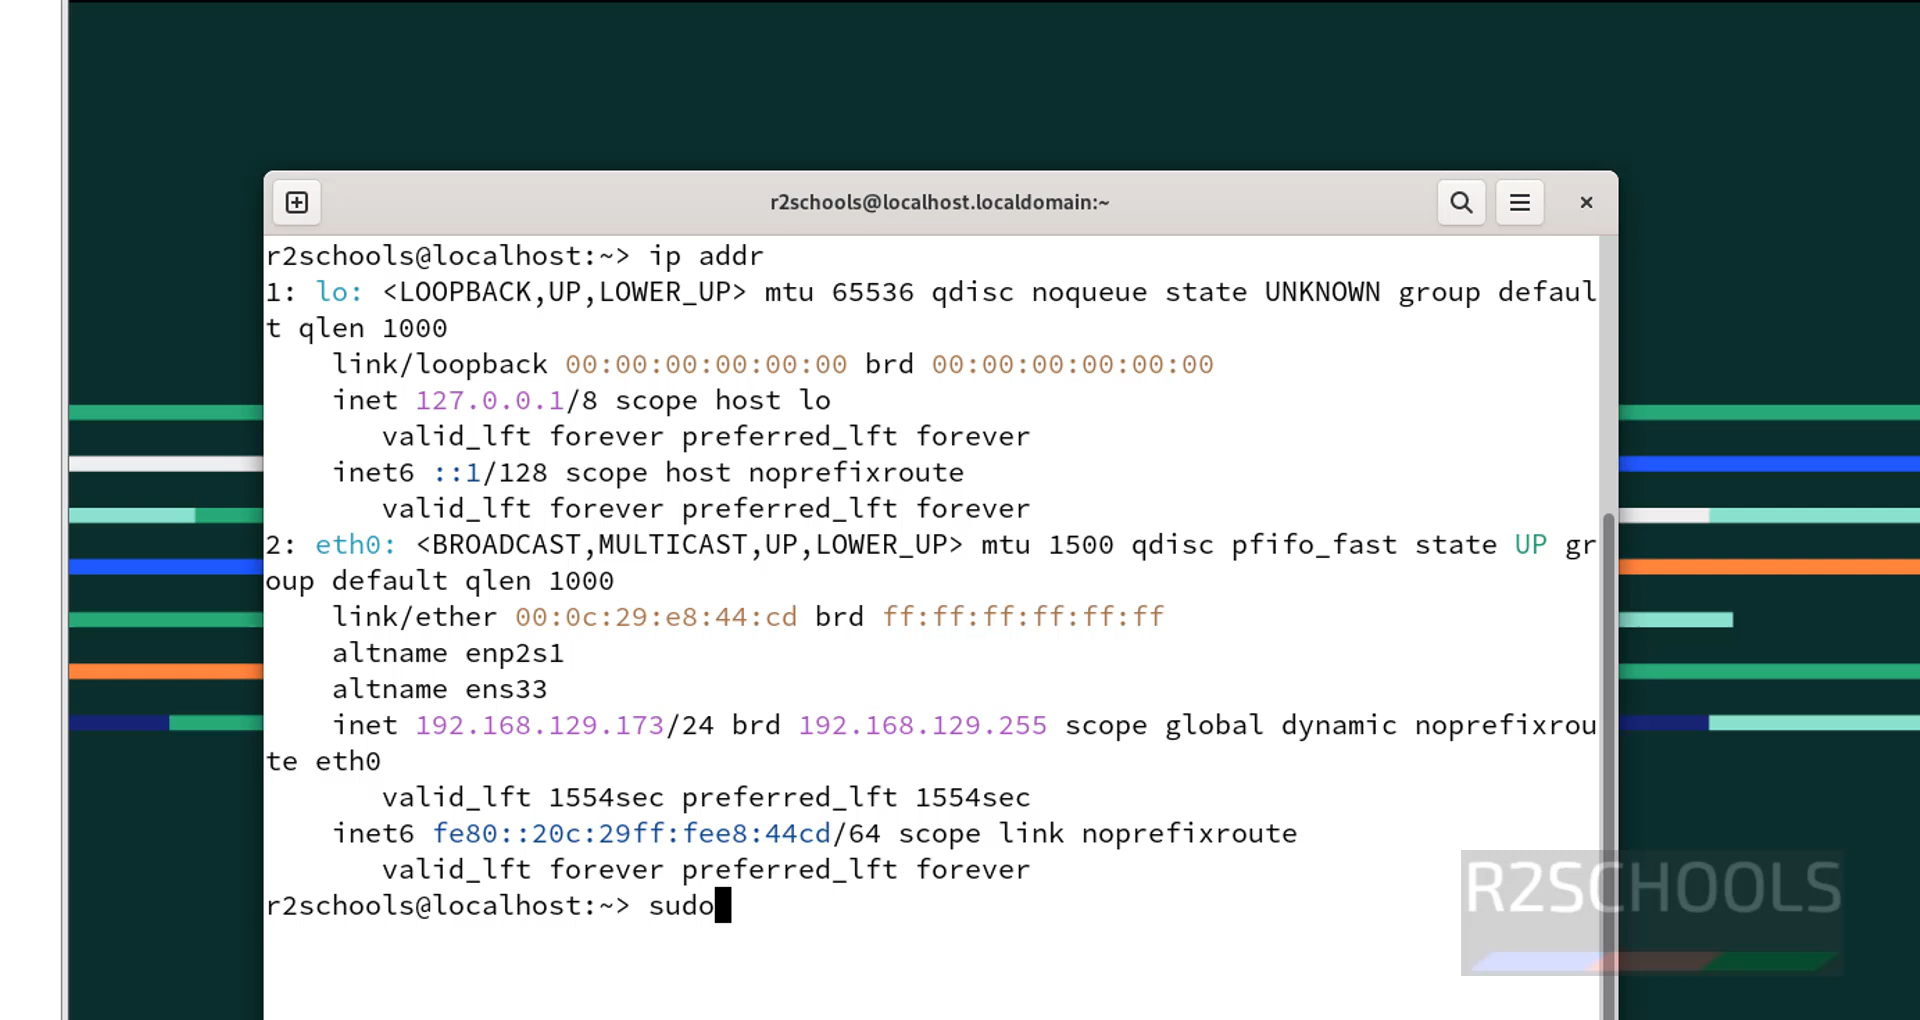 r2schools@localhost.localdomain:~
r2schools@localhost:~> ip addr
1: lo: <LOOPBACK,UP,LOWER_UP> mtu 65536 qdisc noqueue state UNKNOWN group defaul
t qlen 1000
    link/loopback 00:00:00:00:00:00 brd 00:00:00:00:00:00
    inet 127.0.0.1/8 scope host lo
       valid_lft forever preferred_lft forever
    inet6 ::1/128 scope host noprefixroute
       valid_lft forever preferred_lft forever
2: eth0: <BROADCAST,MULTICAST,UP,LOWER_UP> mtu 1500 qdisc pfifo_fast state UP gr
oup default qlen 1000
    link/ether 00:0c:29:e8:44:cd brd ff:ff:ff:ff:ff:ff
    altname enp2s1
    altname ens33
    inet 192.168.129.173/24 brd 192.168.129.255 scope global dynamic noprefixrou
te eth0
       valid_lft 1554sec preferred_lft 1554sec
    inet6 fe80::20c:29ff:fee8:44cd/64 scope link noprefixroute
       valid_lft forever preferred_lft forever
r2schools@localhost:~> sudo
R2SCHOOLS